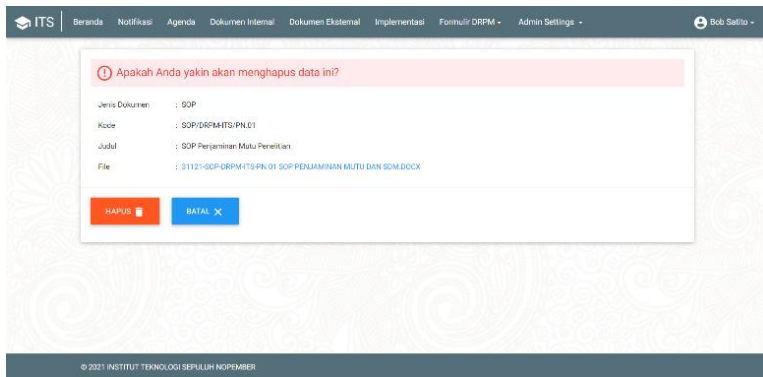 ITS Beranda Notifikasi Agenda Dokumen Internal Dokumen Eksternal Implementasi Formulir DRPM Admin Settings Bob Satito
Apakah Anda yakin akan menghapus data ini?
Jenis Dokumen : SOP
Kode : SOP/DRPM-ITS/PN.01
Judul : SOP Penjaminan Mutu Penelitian
File : 01121-SOP-DRPM-ITS-PN.01 SOP PENJAMINAN MUTU DAN SDM.DOCX
HAPUS BATAL
© 2021 INSTITUT TEKNOLOGI SEPULUH NOPEMBER